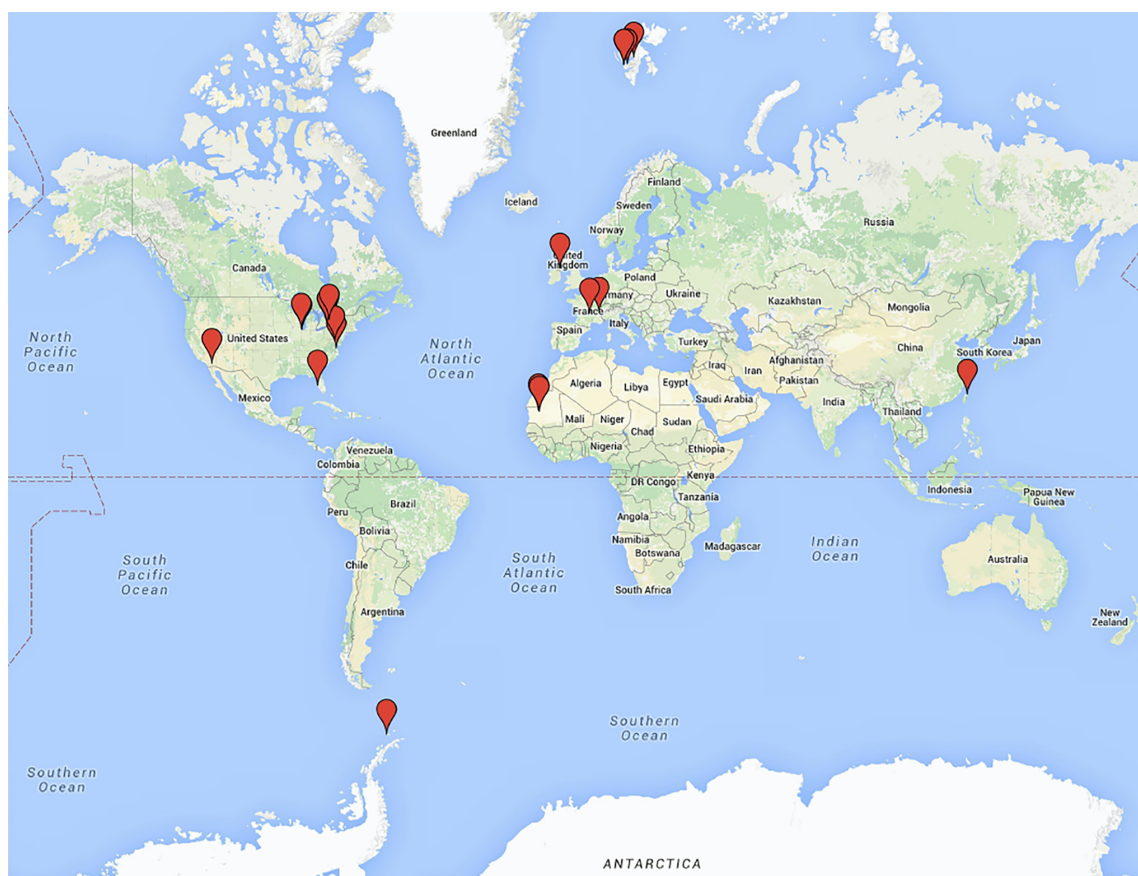 Greenland
Iceland
Finland
Sweden
Norway
Russia
United
Kingdom
Canada
Poland
Germany
Ukraine
Kazakhstan
Mongolia
France
Italy
Spain
Turkey
North
Pacific
Ocean
United States
North
Atlantic
Ocean
China
Japan
South Korea
Afghanistan
Iraq
Iran
Pakistan
Algeria
Libya
Egypt
Saudi Arabia
India
Mexico
Mali
Niger
Chad
Sudan
Thailand
Venezuela
Colombia
Nigeria
Ethiopia
Kenya
DR Congo
Tanzania
Indonesia
Papua New
Guinea
Brazil
Peru
Bolivia
Angola
Namibia
Botswana
Madagascar
South
Pacific
Ocean
South
Atlantic
Ocean
Indian
Ocean
Australia
Chile
Argentina
South Africa
New
Zealand
Southern
Ocean
Southern
Ocean
ANTARCTICA